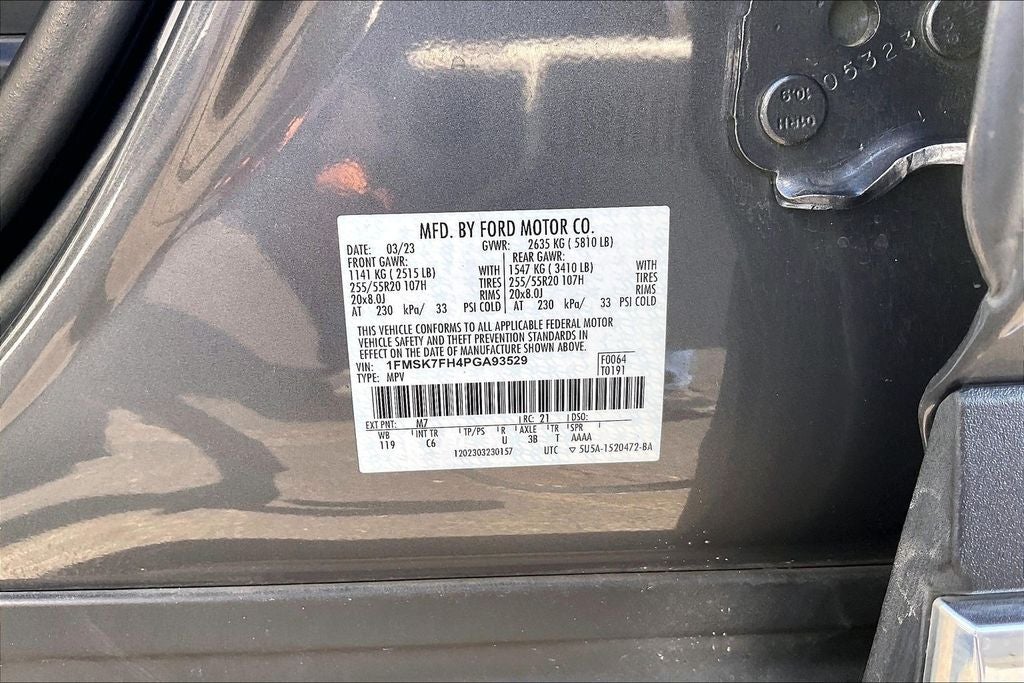 05323
10.9
01RH
MFD. BY FORD MOTOR CO.
DATE: 03/23 GVWR: 2635 KG ( 5810 LB)
FRONT GAWR: REAR GAWR:
1141 KG ( 2515 LB) WITH 1547 KG ( 3410 LB) WITH
255/55R20 107H TIRES 255/55R20 107H TIRES
20x8.0J RIMS 20x8.0J RIMS
AT 230 kPa/ 33 PSI COLD AT 230 kPa/ 33 PSI COLD
THIS VEHICLE CONFORMS TO ALL APPLICABLE FEDERAL MOTOR
VEHICLE SAFETY AND THEFT PREVENTION STANDARDS IN
EFFECT ON THE DATE OF MANUFACTURE SHOWN ABOVE.
VIN: 1FMSK7FH4PGA93529 F0064
TYPE: MPV T0191
EXT PNT: M7 RC: 21 DSO:
WB INT TR TP/PS R AXLE TR SPR
119 C6 U 3B T AAAA
1202303230157 UTC ▽ 5U5A-1520472-BA